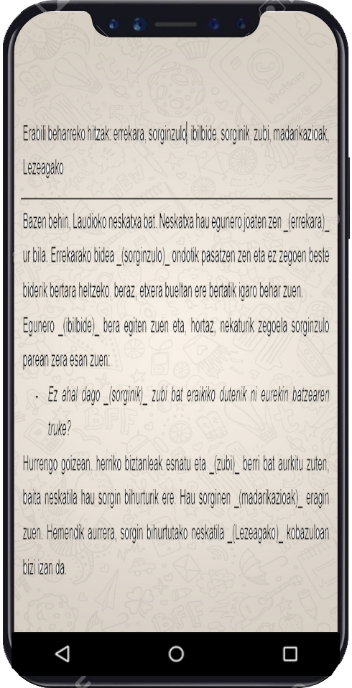 Erabili beharreko hitzak: errekara, sorginzulo, ibilbide, sorginik, zubi, madarikazioak,
Lezeagako
Bazen behin, Laudioko neskatxa bat. Neskatxa hau egunero joaten zen _(errekara)_
ur bila. Errekarako bidea _(sorginzulo)_ ondotik pasatzen zen eta ez zegoen beste
biderik bertara heltzeko, beraz, etxera bueltan ere bertatik igaro behar zuen.
Egunero _(ibilbide)_ bera egiten zuen eta, hortaz, nekaturik zegoela sorginzulo
parean zera esan zuen:
- Ez ahal dago _(sorginik)_ zubi bat eraikiko dutenik ni eurekin batzearen
truke?
Hurrengo goizean, herriko biztanleak esnatu eta _(zubi)_ berri bat aurkitu zuten,
baita neskatila hau sorgin bihurturik ere. Hau sorginen _(madarikazioak)_ eragin
zuen. Hemendik aurrera, sorgin bihurtutako neskatila _(Lezeagako)_ kobazuloan
bizi izan da.